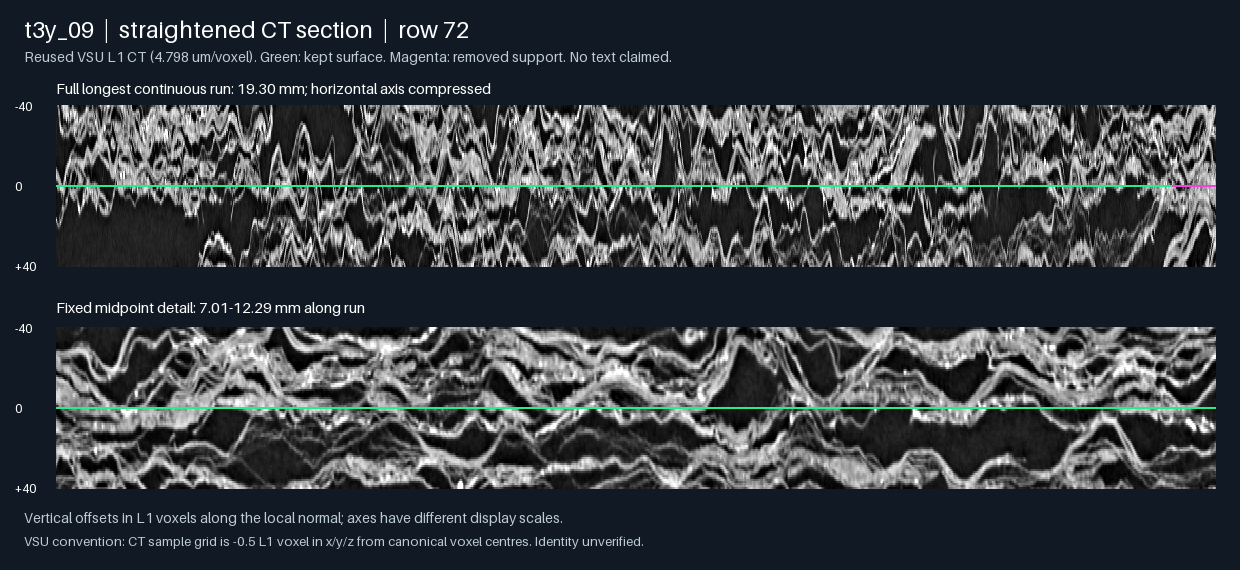 t3y_09 | straightened CT section | row 72
Reused VSU L1 CT (4.798 um/voxel). Green: kept surface. Magenta: removed support. No text claimed.
Full longest continuous run: 19.30 mm; horizontal axis compressed
-40
0
+40
Fixed midpoint detail: 7.01-12.29 mm along run
-40
0
+40
Vertical offsets in L1 voxels along the local normal; axes have different display scales.
VSU convention: CT sample grid is -0.5 L1 voxel in x/y/z from canonical voxel centres. Identity unverified.